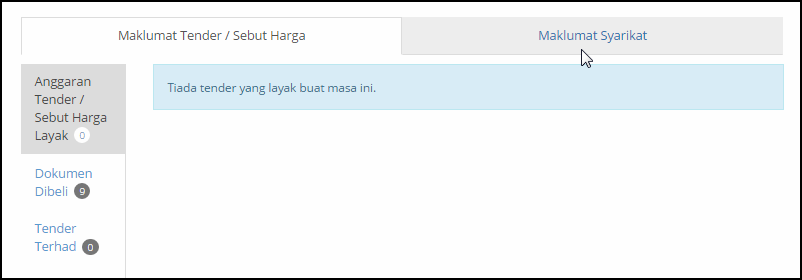 Maklumat Tender / Sebut Harga
Maklumat Syarikat
Anggaran
Tender /
Sebut Harga
Layak 0
Tiada tender yang layak buat masa ini.
Dokumen
Dibeli 9
Tender
Terhad 0